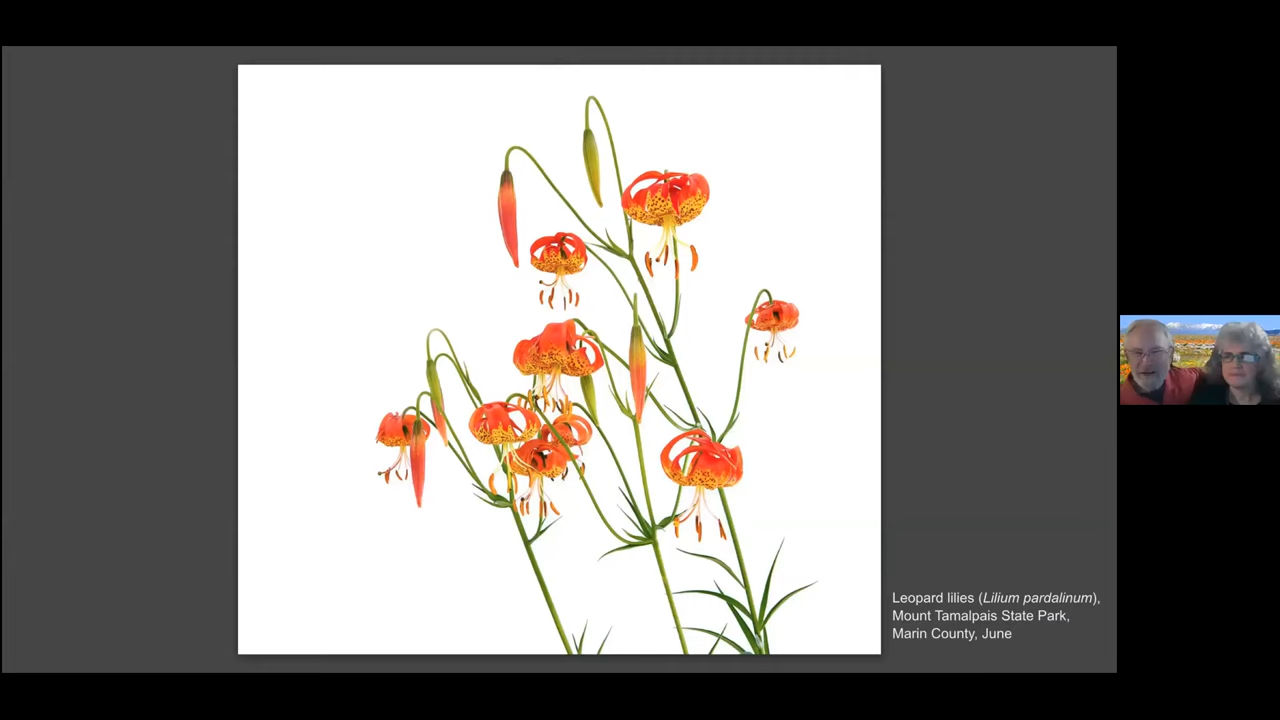 Leopard lilies (Lilium pardalinum),
Mount Tamalpais State Park,
Marin County, June